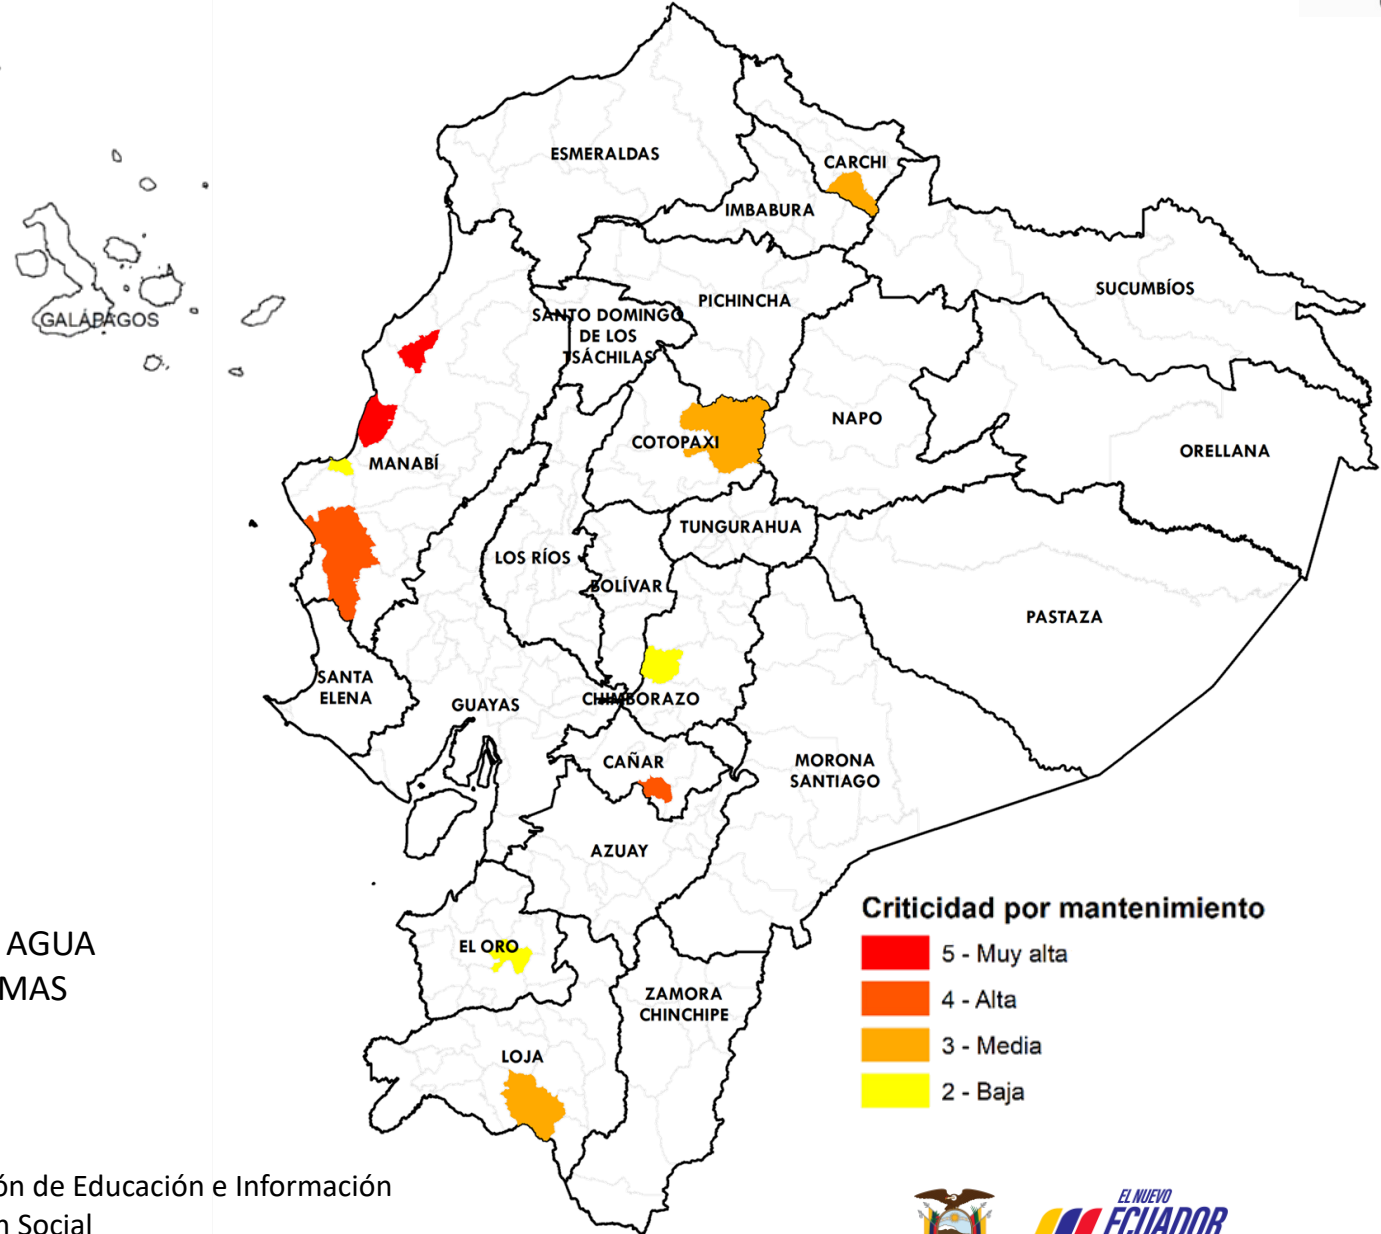 ESMERALDAS
CARCHI
IMBABURA
SUCUMBÍOS
PICHINCHA
GALÁPAGOS
SANTO DOMINGO
DE LOS
TSÁCHILAS
NAPO
COTOPAXI
ORELLANA
MANABÍ
TUNGURAHUA
LOS RÍOS
BOLÍVAR
PASTAZA
SANTA
ELENA
CHIMBORAZO
GUAYAS
CAÑAR
MORONA
SANTIAGO
AZUAY
Criticidad por mantenimiento
5 - Muy alta
4 - Alta
3 - Media
2 - Baja
AGUA
MAS
EL ORO
ZAMORA
CHINCHIPE
LOJA
ón de Educación e Información
n Social
EL NUEVO
ECUADOR